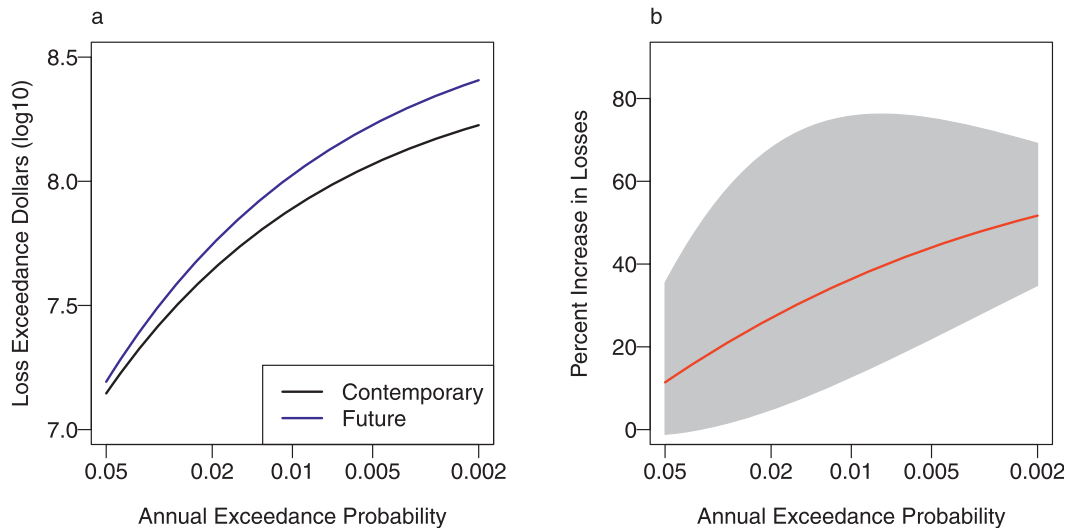 a
Loss Exceedance Dollars (log10)
8.5
8.0
7.5
7.0
Contemporary
Future
0.05 0.02 0.01 0.005 0.002
Annual Exceedance Probability
b
Percent Increase in Losses
80
60
40
20
0
0.05 0.02 0.01 0.005 0.002
Annual Exceedance Probability